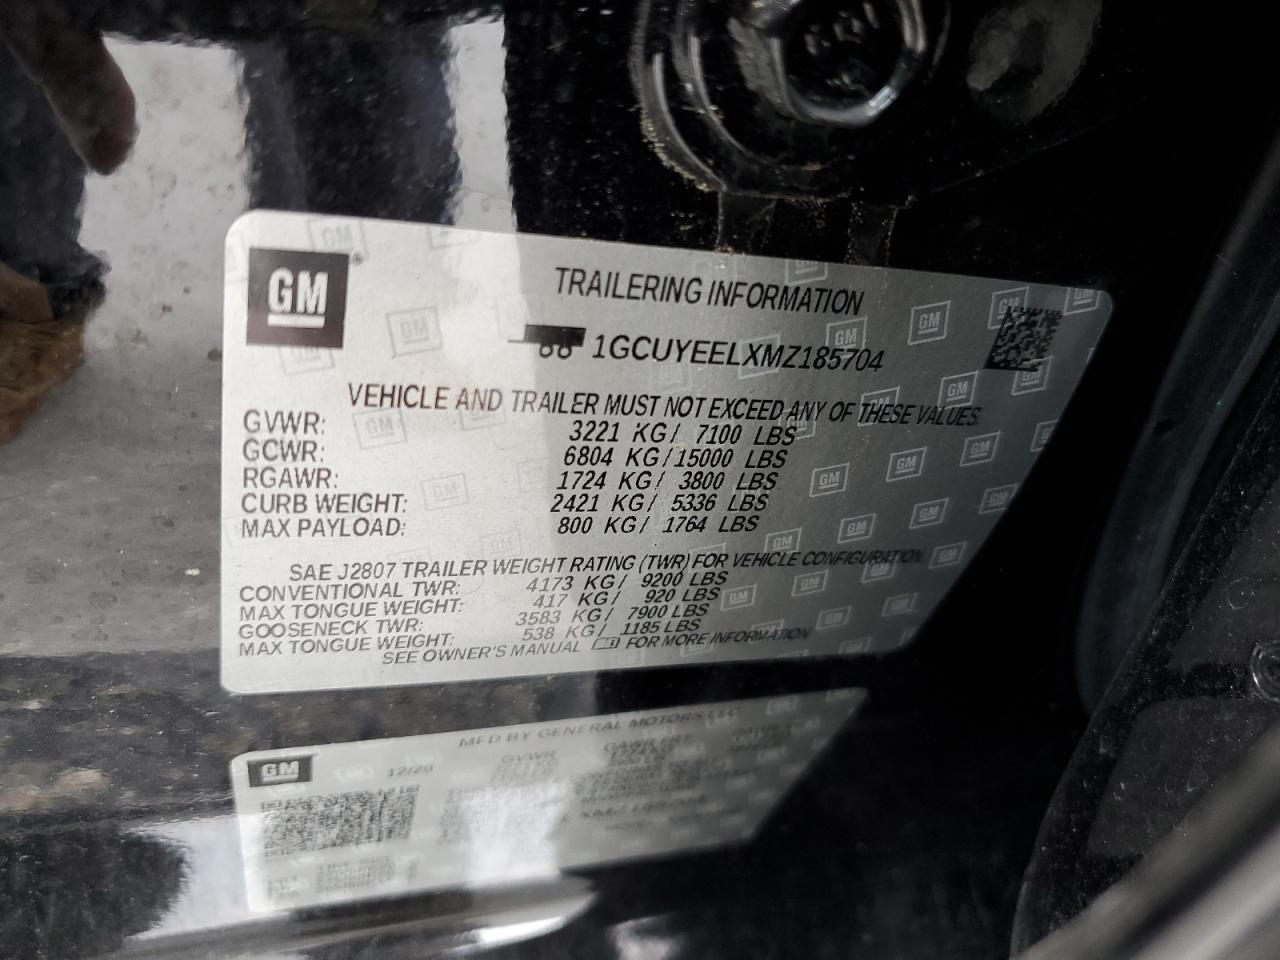 GM
TRAILERING INFORMATION
88 1GCUYEELXMZ185704
VEHICLE AND TRAILER MUST NOT EXCEED ANY OF THESE VALUES.
GVWR: 3221 KG/ 7100 LBS
GCWR: 6804 KG/15000 LBS
RGAWR: 1724 KG/ 3800 LBS
CURB WEIGHT: 2421 KG/ 5336 LBS
MAX PAYLOAD: 800 KG/ 1764 LBS
SAE J2807 TRAILER WEIGHT RATING (TWR) FOR VEHICLE CONFIGURATION.
CONVENTIONAL TWR: 4173 KG/ 9200 LBS
MAX TONGUE WEIGHT: 417 KG/ 920 LBS
GOOSENECK TWR: 3583 KG/ 7900 LBS
MAX TONGUE WEIGHT: 538 KG/ 1185 LBS
SEE OWNER'S MANUAL FOR MORE INFORMATION
GM
MFD BY GENERAL MOTORS LLC
12/20
GVWR